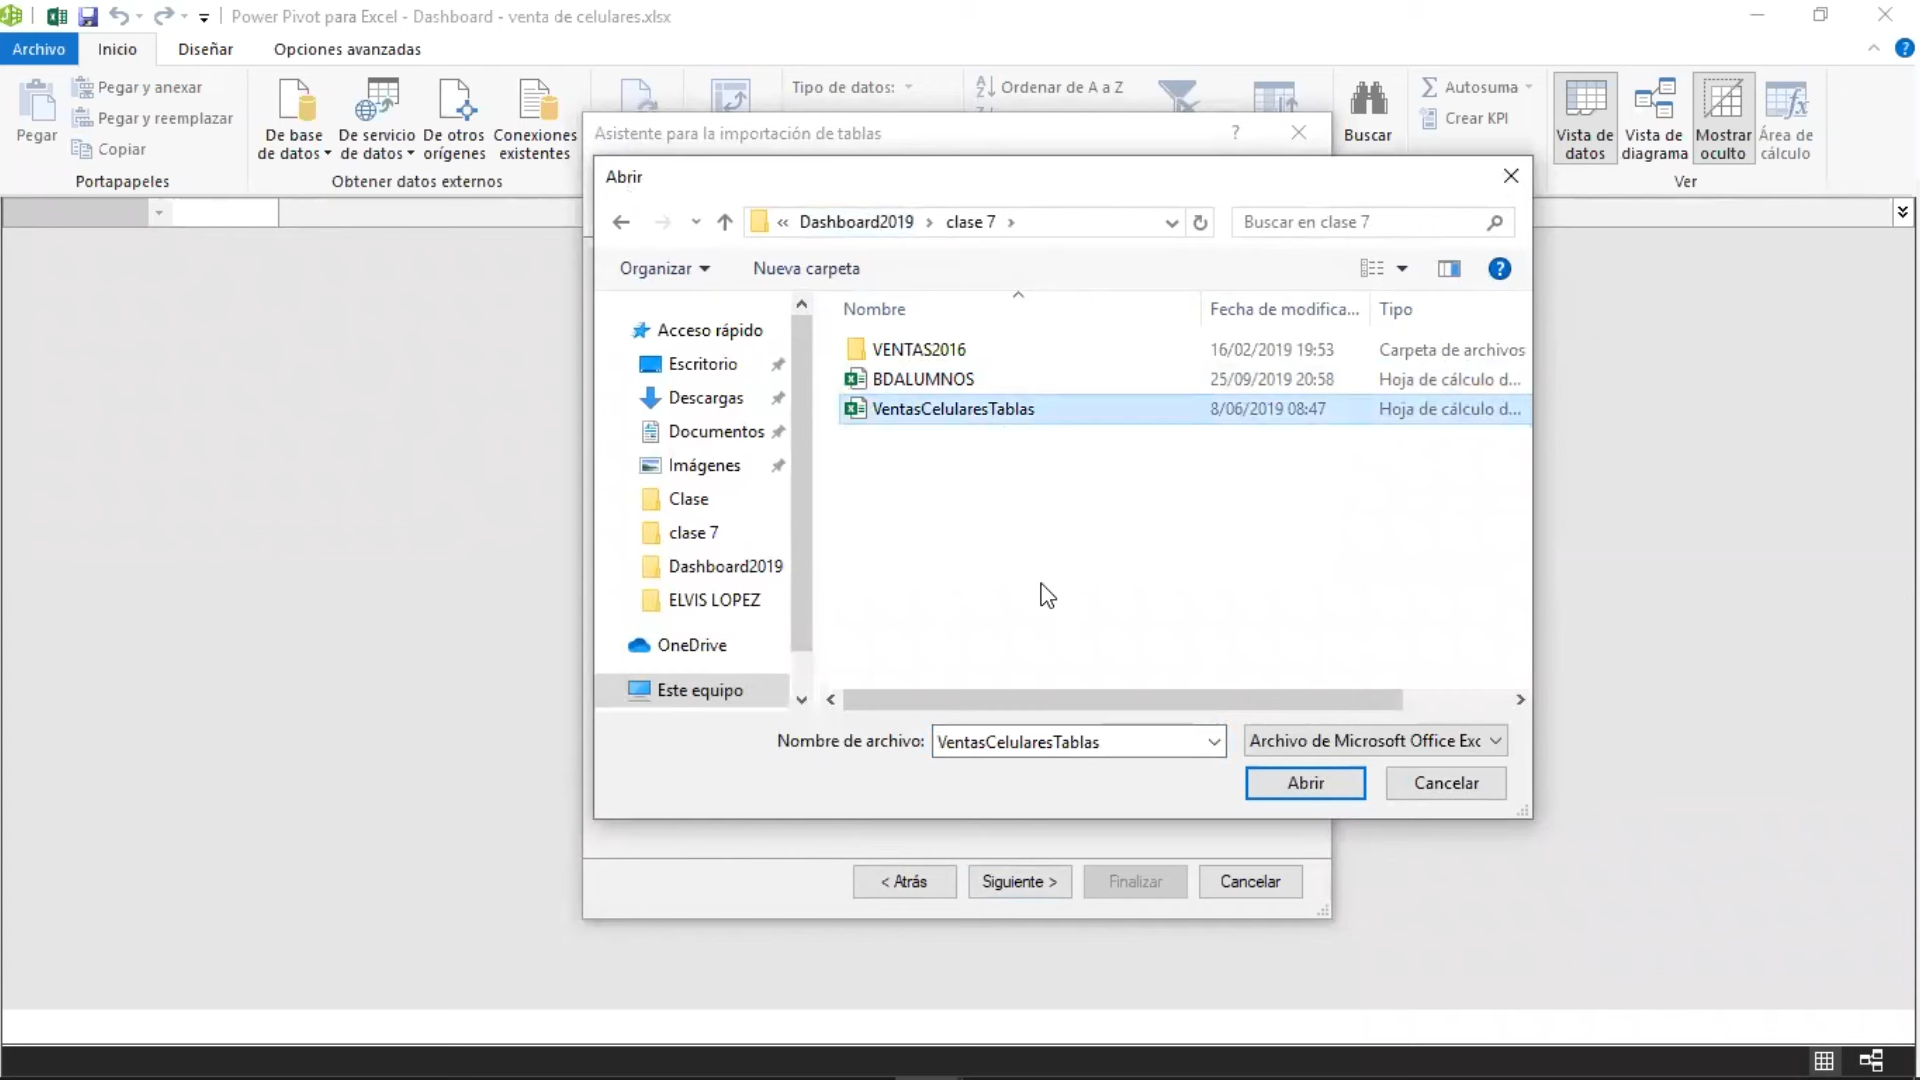 Power Pivot para Excel - Dashboard - venta de celulares.xlsx
Archivo Inicio Diseñar Opciones avanzadas
Pegar
Pegar y anexar
Pegar y reemplazar
Copiar
Portapapeles
De base
de datos
De servicio
de datos
De otros
orígenes
Conexiones
existentes
Obtener datos externos
Tipo de datos:
Ordenar de A a Z
Buscar
Autosuma
Crear KPI
Vista de
datos
Vista de
diagrama
Mostrar
oculto
Área de
cálculo
Ver
Asistente para la importación de tablas ?
Abrir
« Dashboard2019 › clase 7 ›
Buscar en clase 7
Organizar Nueva carpeta
Nombre Fecha de modifica... Tipo
VENTAS2016 16/02/2019 19:53 Carpeta de archivos
BDALUMNOS 25/09/2019 20:58 Hoja de cálculo d...
VentasCelularesTablas 8/06/2019 08:47 Hoja de cálculo d...
Acceso rápido
Escritorio
Descargas
Documentos
Imágenes
Clase
clase 7
Dashboard2019
ELVIS LOPEZ
OneDrive
Este equipo
Nombre de archivo: VentasCelularesTablas Archivo de Microsoft Office Exc
Abrir Cancelar
< Atrás Siguiente > Finalizar Cancelar